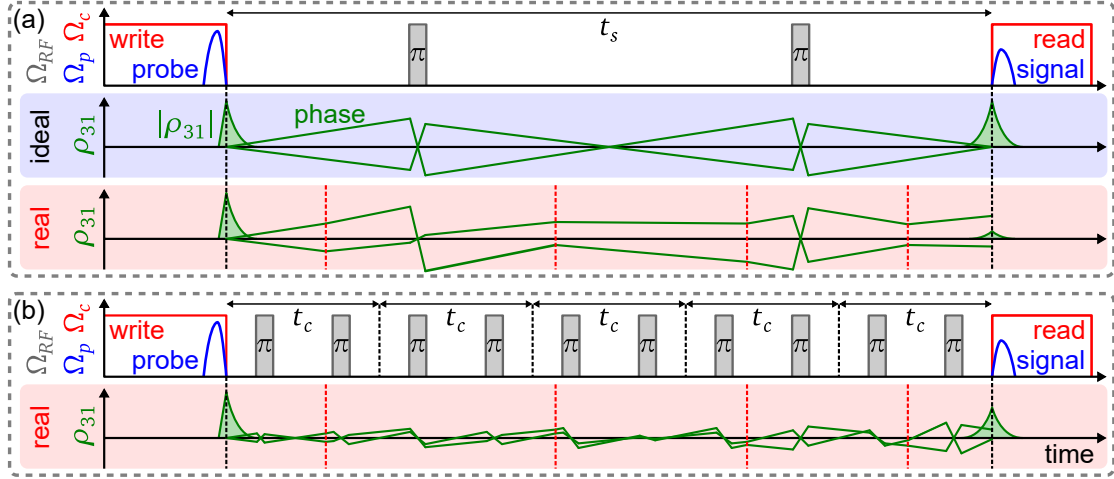 (a)
Ω_RF Ω_p Ω_c
write
probe
π
t_s
π
read
signal
ideal
ρ_31
|ρ_31|
phase
real
ρ_31
(b)
Ω_RF Ω_p Ω_c
write
probe
t_c t_c t_c t_c t_c
π π π π π π π π π π
read
signal
real
ρ_31
time